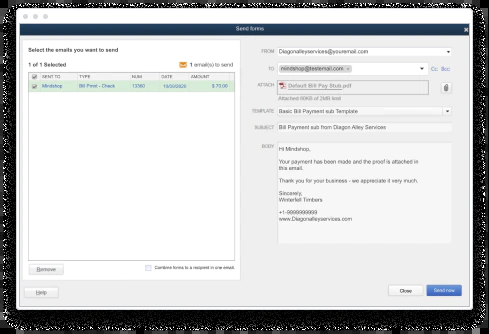 Send forms
Select the emails you want to send
1 of 1 Selected
1 email(s) to send
SENT TO TYPE NUM DATE AMOUNT
Mindshop Bill Pmnt - Check 10/30/2020 $ 70.00
Remove
Combine forms to a recipient in one email.
Help
FROM Diagonalleyservices@youremail.com
TO mindshop@testemail.com Cc Bcc
ATTACH Default Bill Pay Stub.pdf
Attached 90KB of 2MB limit
TEMPLATE Basic Bill Payment sub Template
SUBJECT Bill Payment sub from Diagon Alley Services
BODY
Hi Mindshop,
Your payment has been made and the proof is attached in
this email.
Thank you for your business - we appreciate it very much.
Sincerely,
Winterfell Timbers
+1-9999999999
www.Diagonalleyservices.com
Close
Send now